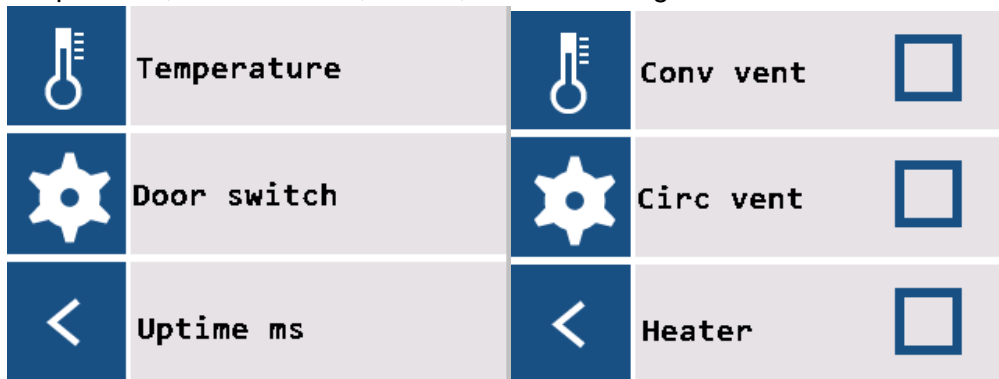 Temperature
Door switch
Uptime ms
Conv vent
Circ vent
Heater